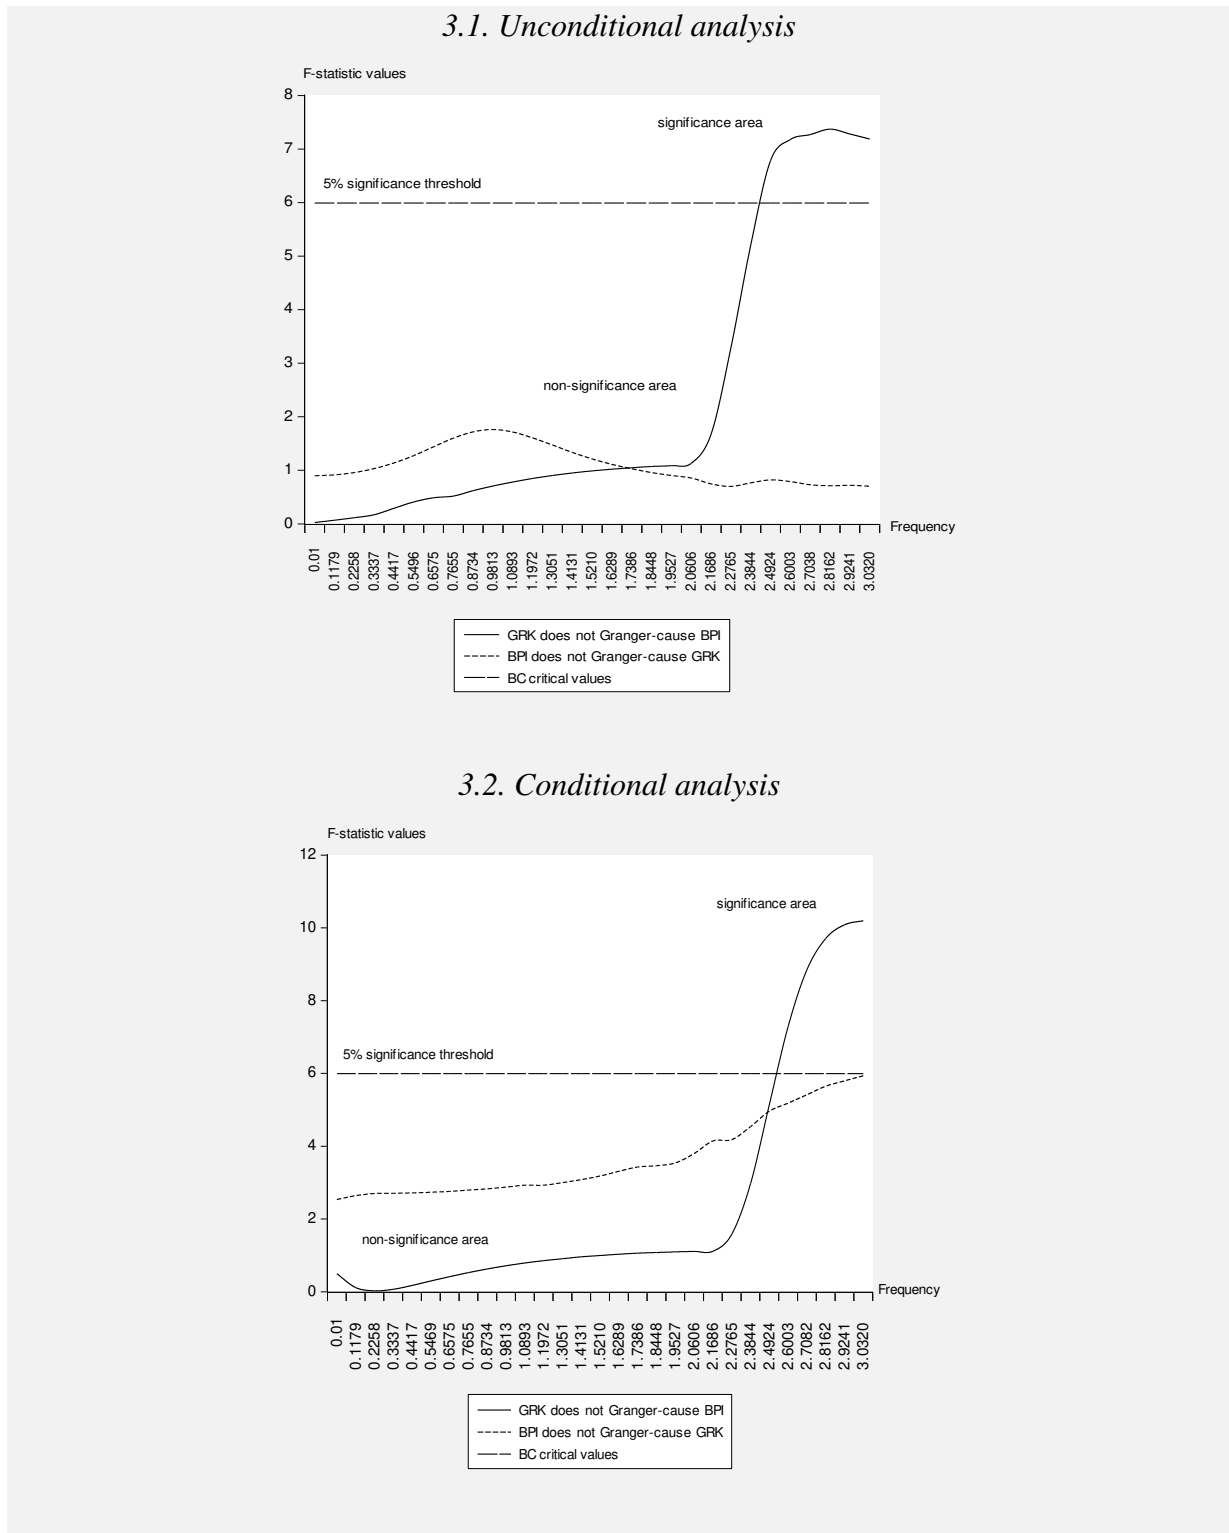 3.1. Unconditional analysis
F-statistic values
8
significance area
7
5% significance threshold
6
5
4
3
non-significance area
2
1
0
Frequency
0.01 0.1179 0.2258 0.3337 0.4417 0.5496 0.6575 0.7655 0.8734 0.9813 1.0893 1.1972 1.3051 1.4131 1.5210 1.6289 1.7386 1.8448 1.9527 2.0606 2.1686 2.2765 2.3844 2.4924 2.6003 2.7038 2.8162 2.9241 3.0320
GRK does not Granger-cause BPI
BPI does not Granger-cause GRK
BC critical values
3.2. Conditional analysis
F-statistic values
12
significance area
10
8
5% significance threshold
6
4
2
non-significance area
0
Frequency
0.01 0.1179 0.2258 0.3337 0.4417 0.5469 0.6575 0.7655 0.8734 0.9813 1.0893 1.1972 1.3051 1.4131 1.5210 1.6289 1.7386 1.8448 1.9527 2.0606 2.1686 2.2765 2.3844 2.4924 2.6003 2.7082 2.8162 2.9241 3.0320
GRK does not Granger-cause BPI
BPI does not Granger-cause GRK
BC critical values